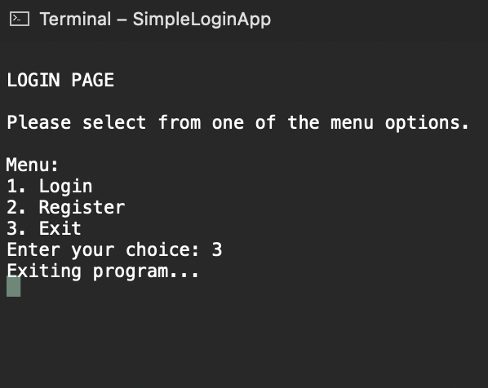 Terminal – SimpleLoginApp
LOGIN PAGE
Please select from one of the menu options.
Menu:
1. Login
2. Register
3. Exit
Enter your choice: 3
Exiting program...